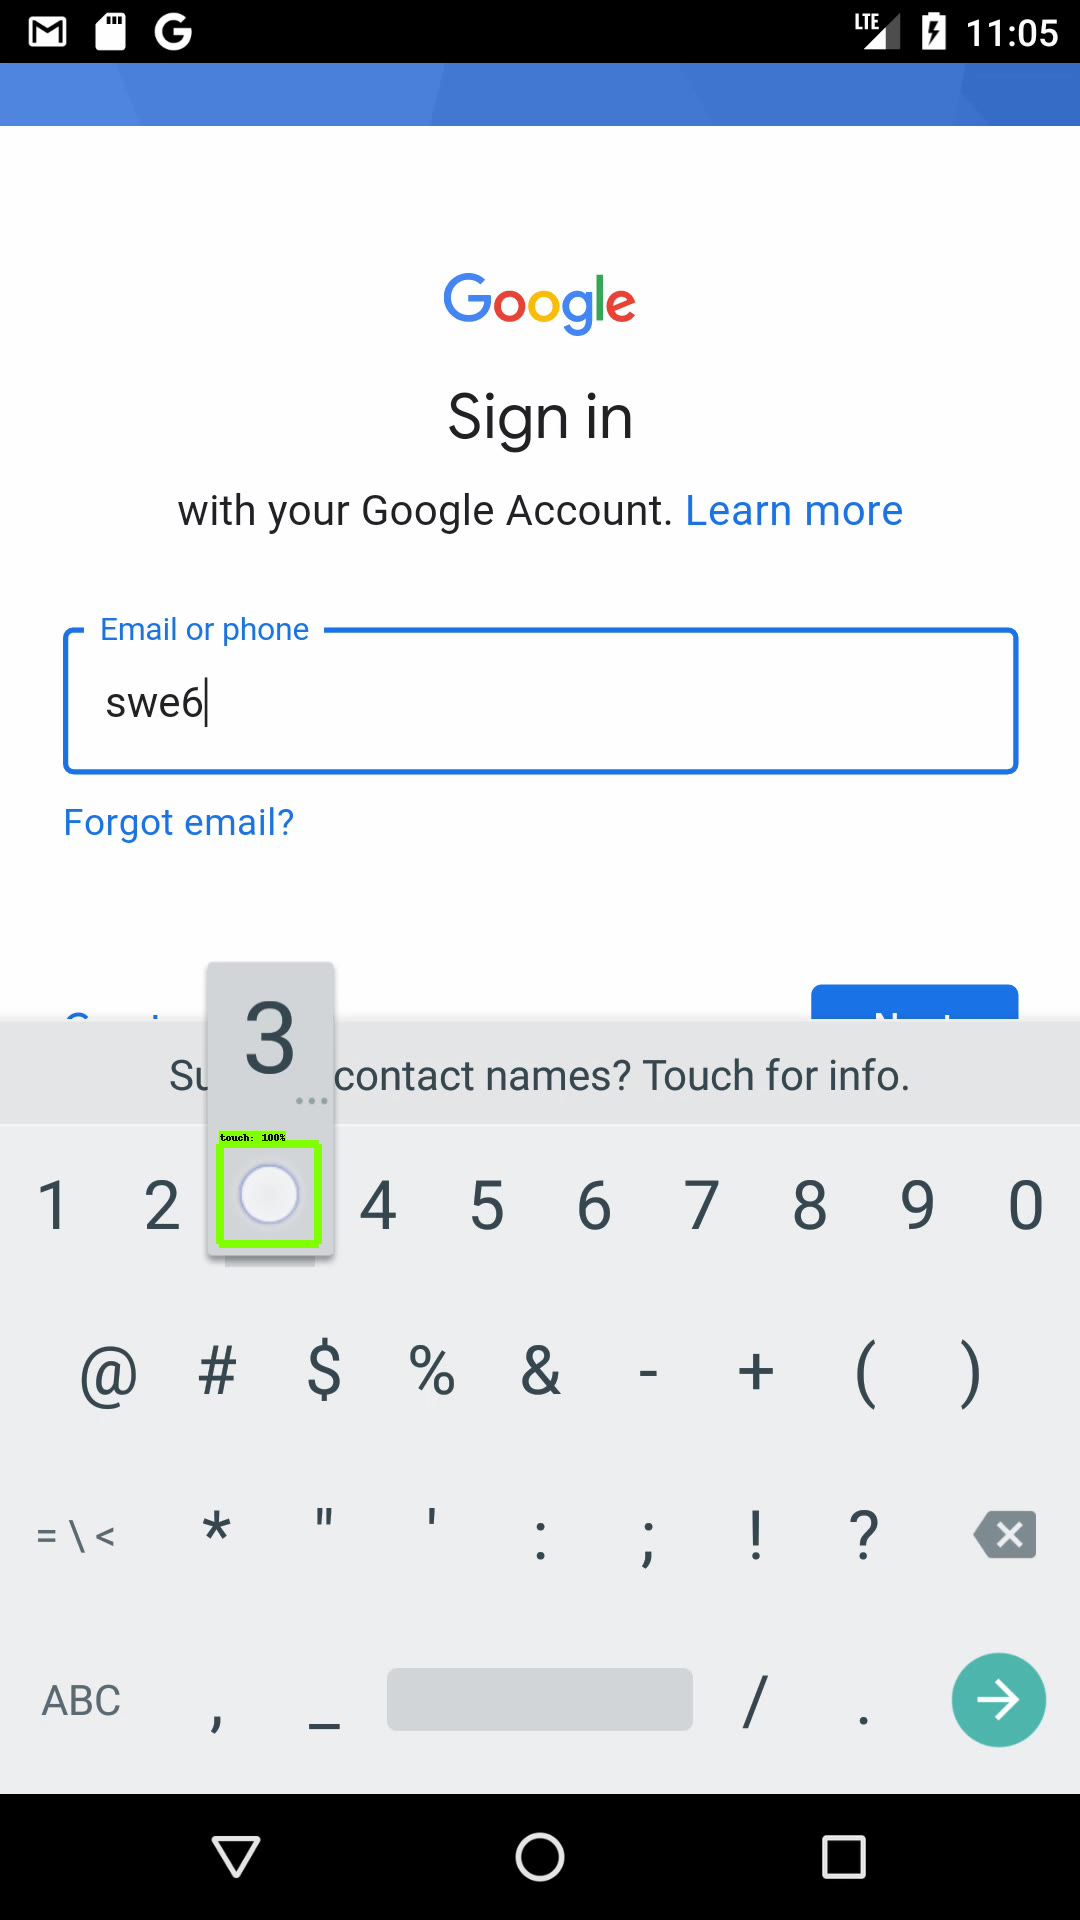 LTE 11:05
Google
Sign in
with your Google Account. Learn more
Email or phone
swe6
Forgot email?
3
Su contact names? Touch for info.
touch: 100%
1 2 4 5 6 7 8 9 0
@ # $ % & - + ( )
= \ < * " ' : ; ! ?
ABC , _ / .